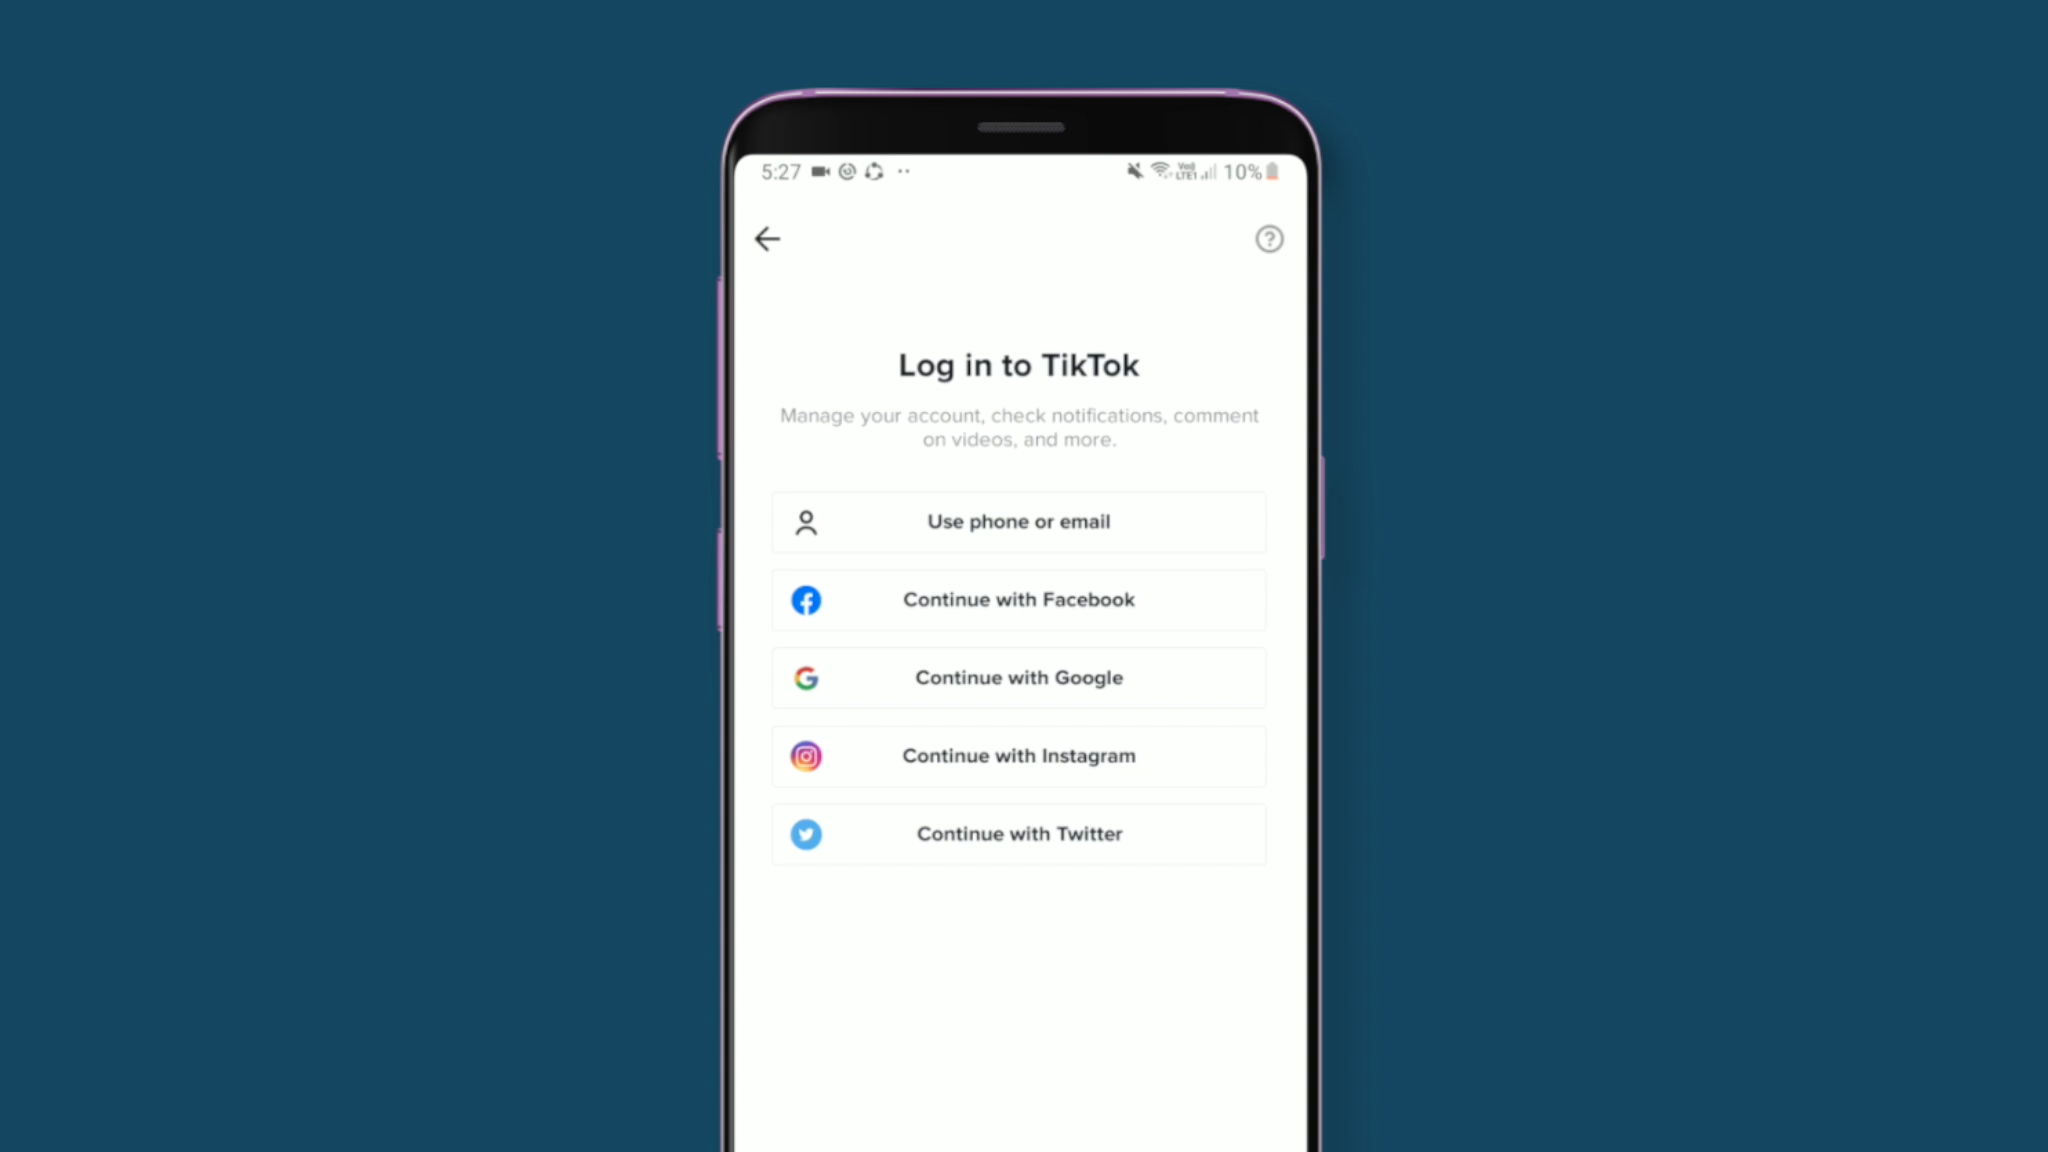 5:27 10%
Log in to TikTok
Manage your account, check notifications, comment
on videos, and more.
Use phone or email
Continue with Facebook
Continue with Google
Continue with Instagram
Continue with Twitter